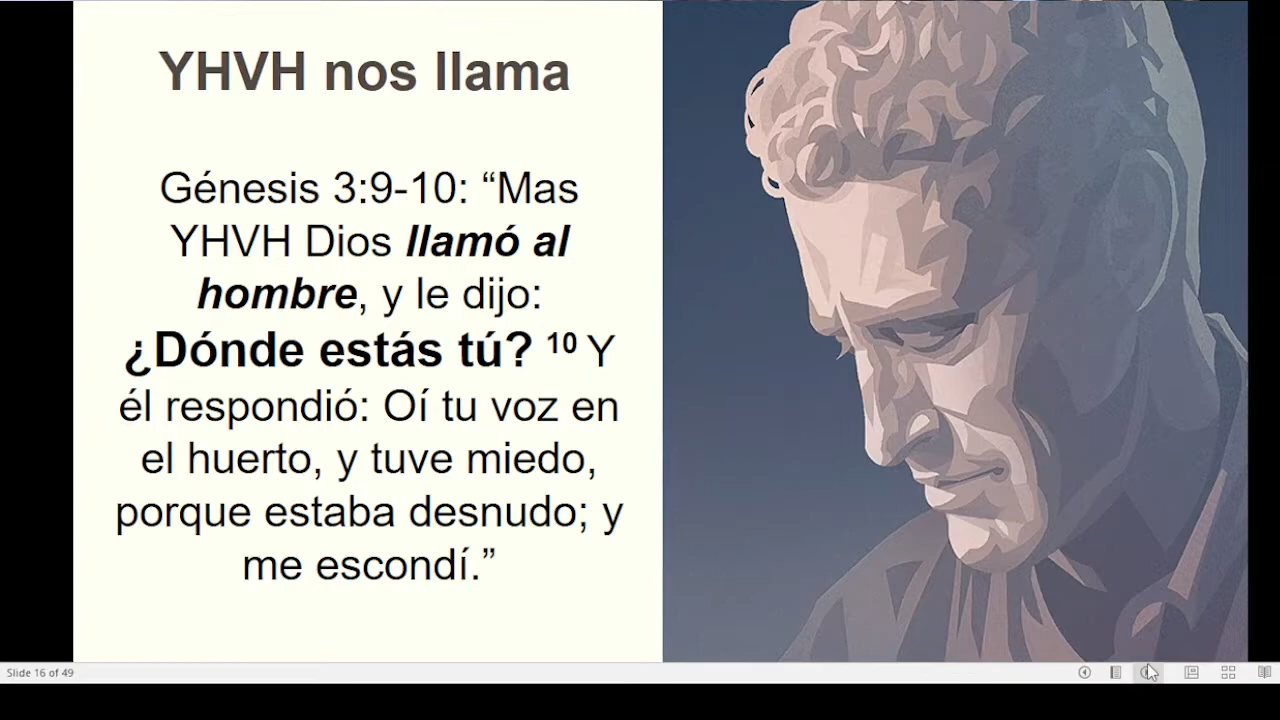 YHVH nos llama
Génesis 3:9-10: “Mas
YHVH Dios llamó al
hombre, y le dijo:
¿Dónde estás tú? ¹⁰ Y
él respondió: Oí tu voz en
el huerto, y tuve miedo,
porque estaba desnudo; y
me escondí.”
Slide 16 of 49